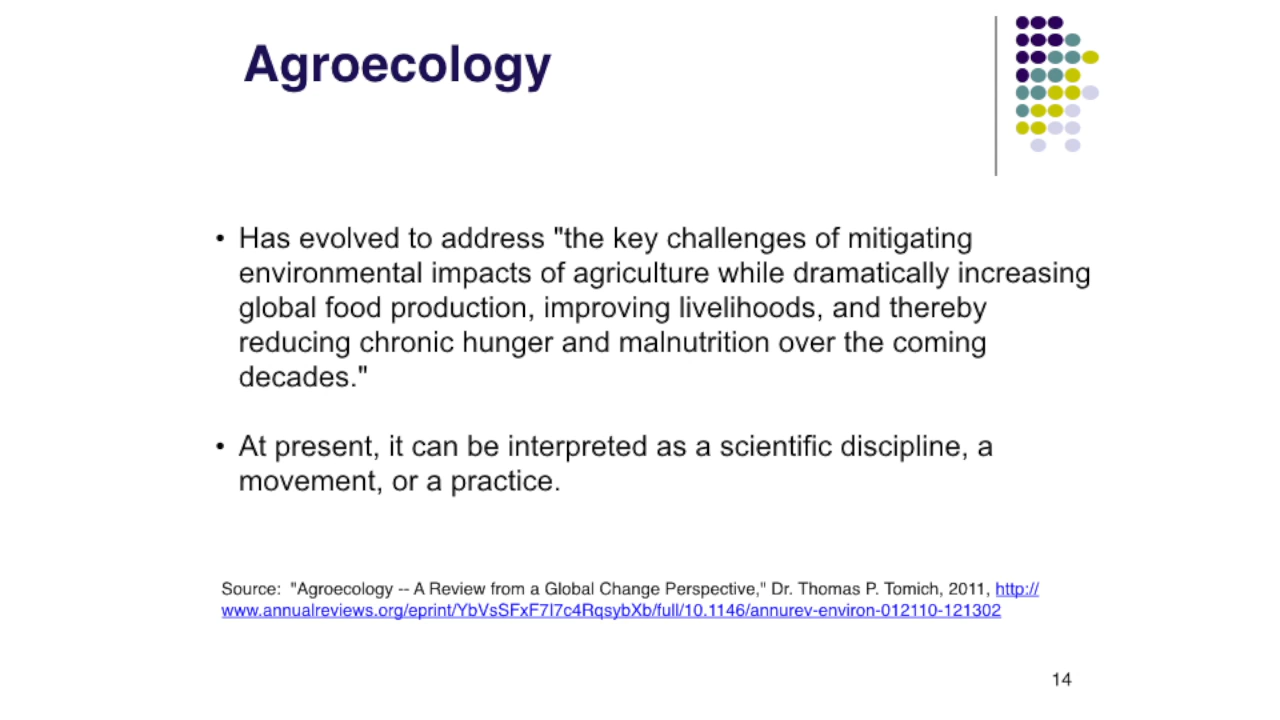 Agroecology
• Has evolved to address "the key challenges of mitigating
environmental impacts of agriculture while dramatically increasing
global food production, improving livelihoods, and thereby
reducing chronic hunger and malnutrition over the coming
decades."
• At present, it can be interpreted as a scientific discipline, a
movement, or a practice.
Source:  "Agroecology -- A Review from a Global Change Perspective," Dr. Thomas P. Tomich, 2011, http://
www.annualreviews.org/eprint/YbVsSFxF7I7c4RqsybXb/full/10.1146/annurev-environ-012110-121302
14